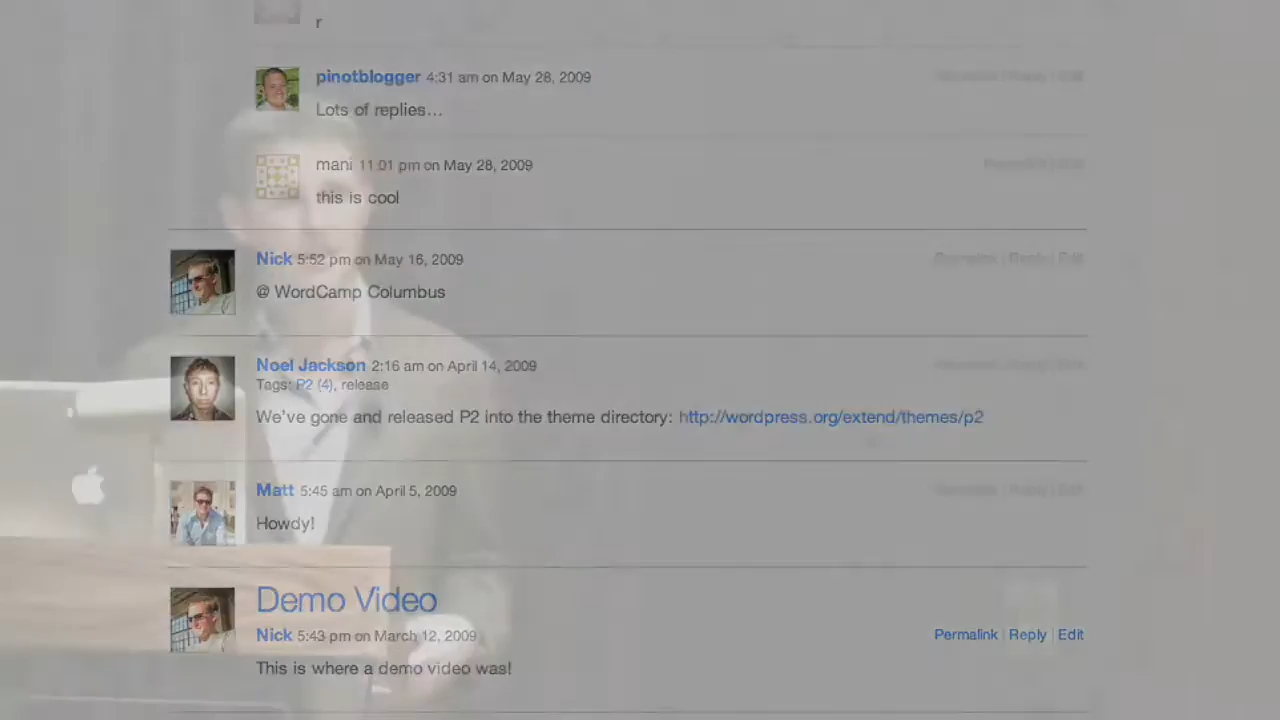 r
pinotblogger 4:31 am on May 28, 2009
Lots of replies...
mani 11:01 pm on May 28, 2009
this is cool
Nick 5:52 pm on May 16, 2009
@ WordCamp Columbus
Noel Jackson 2:16 am on April 14, 2009
Tags: P2 (4), release
We've gone and released P2 into the theme directory: http://wordpress.org/extend/themes/p2
Matt 5:45 am on April 5, 2009
Howdy!
Demo Video
Nick 5:43 pm on March 12, 2009 Permalink | Reply | Edit
This is where a demo video was!